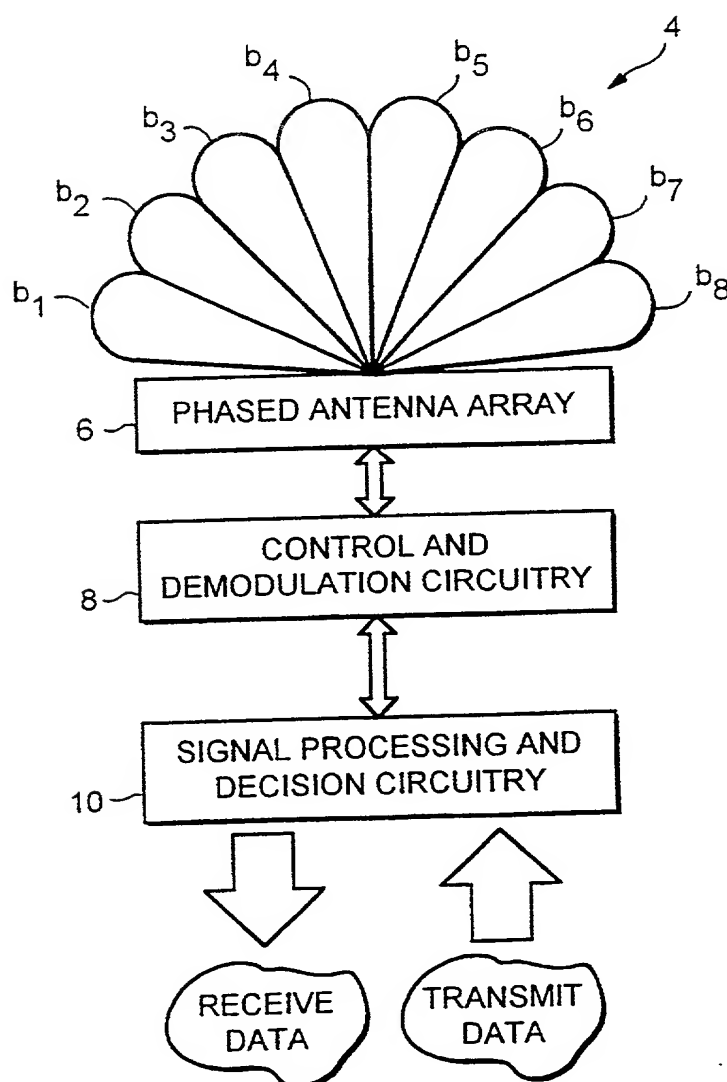 4
b4
b5
b3
b6
b2
b7
b1
b8
PHASED ANTENNA ARRAY
6
CONTROL AND
DEMODULATION CIRCUITRY
8
SIGNAL PROCESSING AND
DECISION CIRCUITRY
10
RECEIVE
DATA
TRANSMIT
DATA